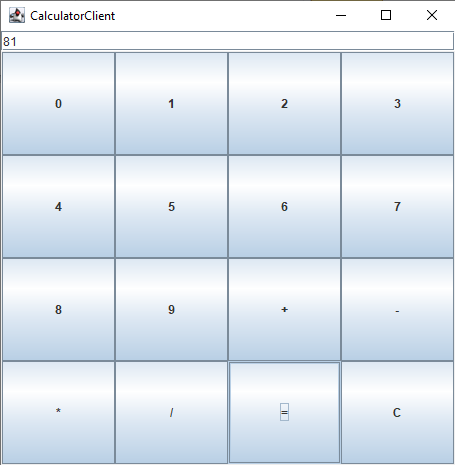 CalculatorClient
81
0 1 2 3
4 5 6 7
8 9 + -
* / = C